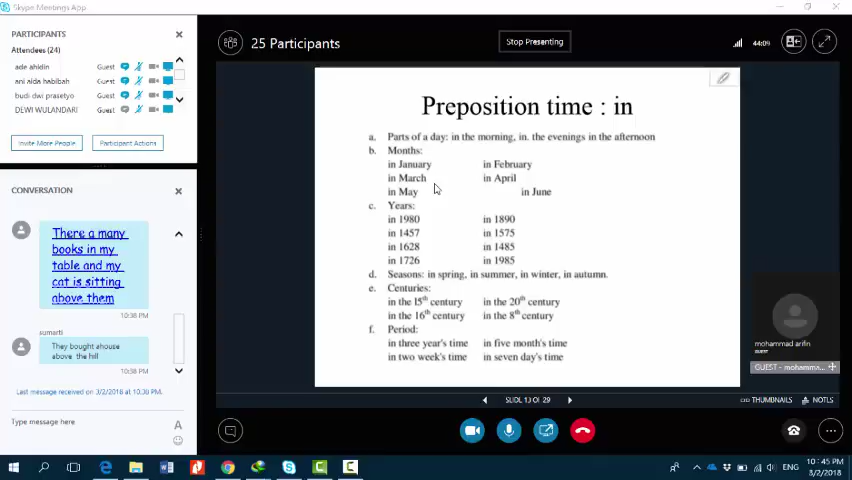 Skype Meetings App
PARTICIPANTS
Attendees (24)
ade ahidin Guest
ani aida habibah Guest
budi dwi prasetyo Guest
DEWI WULANDARI Guest
Invite More People Participant Actions
CONVERSATION
There a many
books in my
table and my
cat is sitting
above them
10:38 PM
sumarti
They bought ahouse
above the hill
10:38 PM
Last message received on 3/2/2018 at 10:38 PM.
Type message here
25 Participants
Stop Presenting
44:09
Preposition time : in
a. Parts of a day: in the morning, in. the evenings in the afternoon
b. Months:
in January in February
in March in April
in May in June
c. Years:
in 1980 in 1890
in 1457 in 1575
in 1628 in 1485
in 1726 in 1985
d. Seasons: in spring, in summer, in winter, in autumn.
e. Centuries:
in the 15th century in the 20th century
in the 16th century in the 8th century
f. Period:
in three year's time in five month's time
in two week's time in seven day's time
mohammad arifin
GUEST
GUEST - mohamma...
SLIDE 13 OF 29
THUMBNAILS NOTES
ENG
10:45 PM
3/2/2018